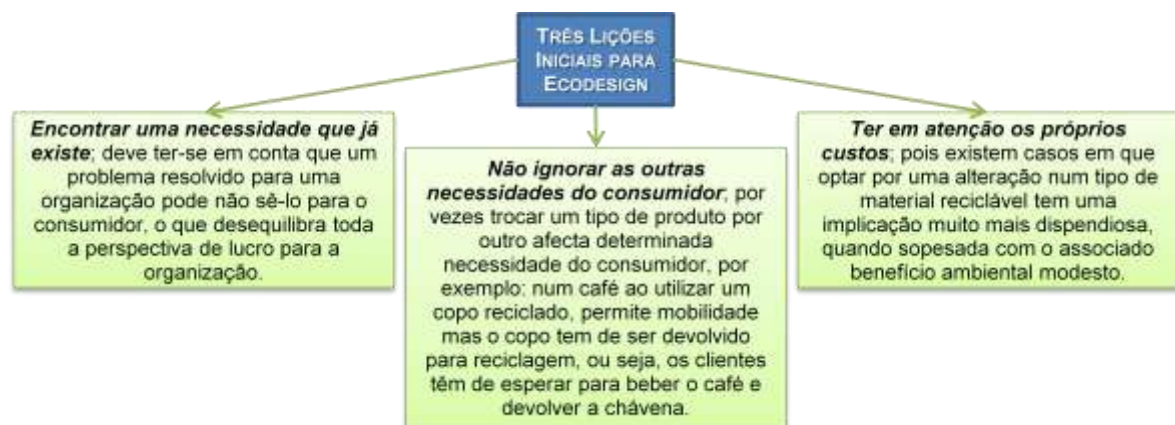 TRÊS LIÇÕES
INICIAIS PARA
ECODESIGN
Encontrar uma necessidade que já
existe; deve ter-se em conta que um
problema resolvido para uma
organização pode não sê-lo para o
consumidor, o que desequilibra toda
a perspectiva de lucro para a
organização.
Não ignorar as outras
necessidades do consumidor; por
vezes trocar um tipo de produto por
outro afecta determinada
necessidade do consumidor, por
exemplo: num café ao utilizar um
copo reciclado, permite mobilidade
mas o copo tem de ser devolvido
para reciclagem, ou seja, os clientes
têm de esperar para beber o café e
devolver a chávena.
Ter em atenção os próprios
custos; pois existem casos em que
optar por uma alteração num tipo de
material reciclável tem uma
implicação muito mais dispendiosa,
quando sopesada com o associado
benefício ambiental modesto.